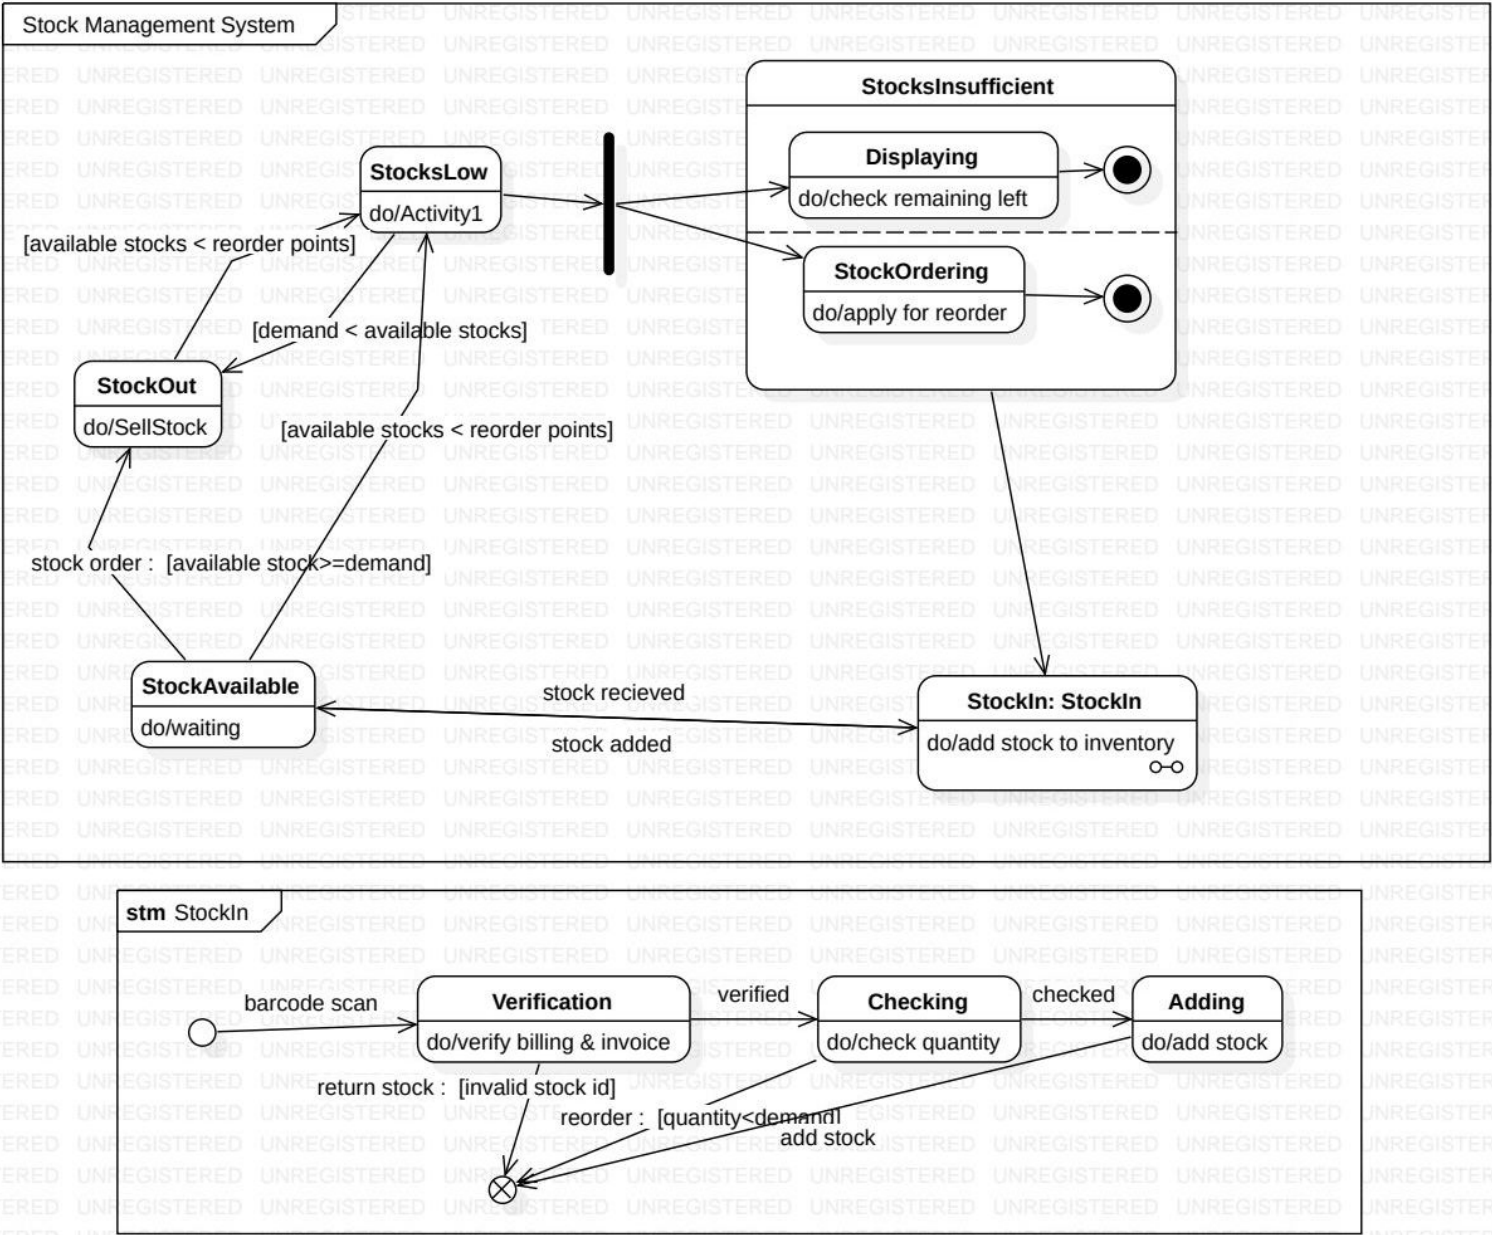 Stock Management System
StocksInsufficient
Displaying
do/check remaining left
StocksLow
do/Activity1
[available stocks < reorder points]
StockOrdering
do/apply for reorder
[demand < available stocks]
StockOut
do/SellStock
[available stocks < reorder points]
stock order : [available stock>=demand]
StockAvailable
do/waiting
stock recieved
stock added
StockIn: StockIn
do/add stock to inventory
stm StockIn
barcode scan
Verification
do/verify billing & invoice
verified
Checking
do/check quantity
checked
Adding
do/add stock
return stock : [invalid stock id]
reorder : [quantity<demand]
add stock
UNREGISTERED